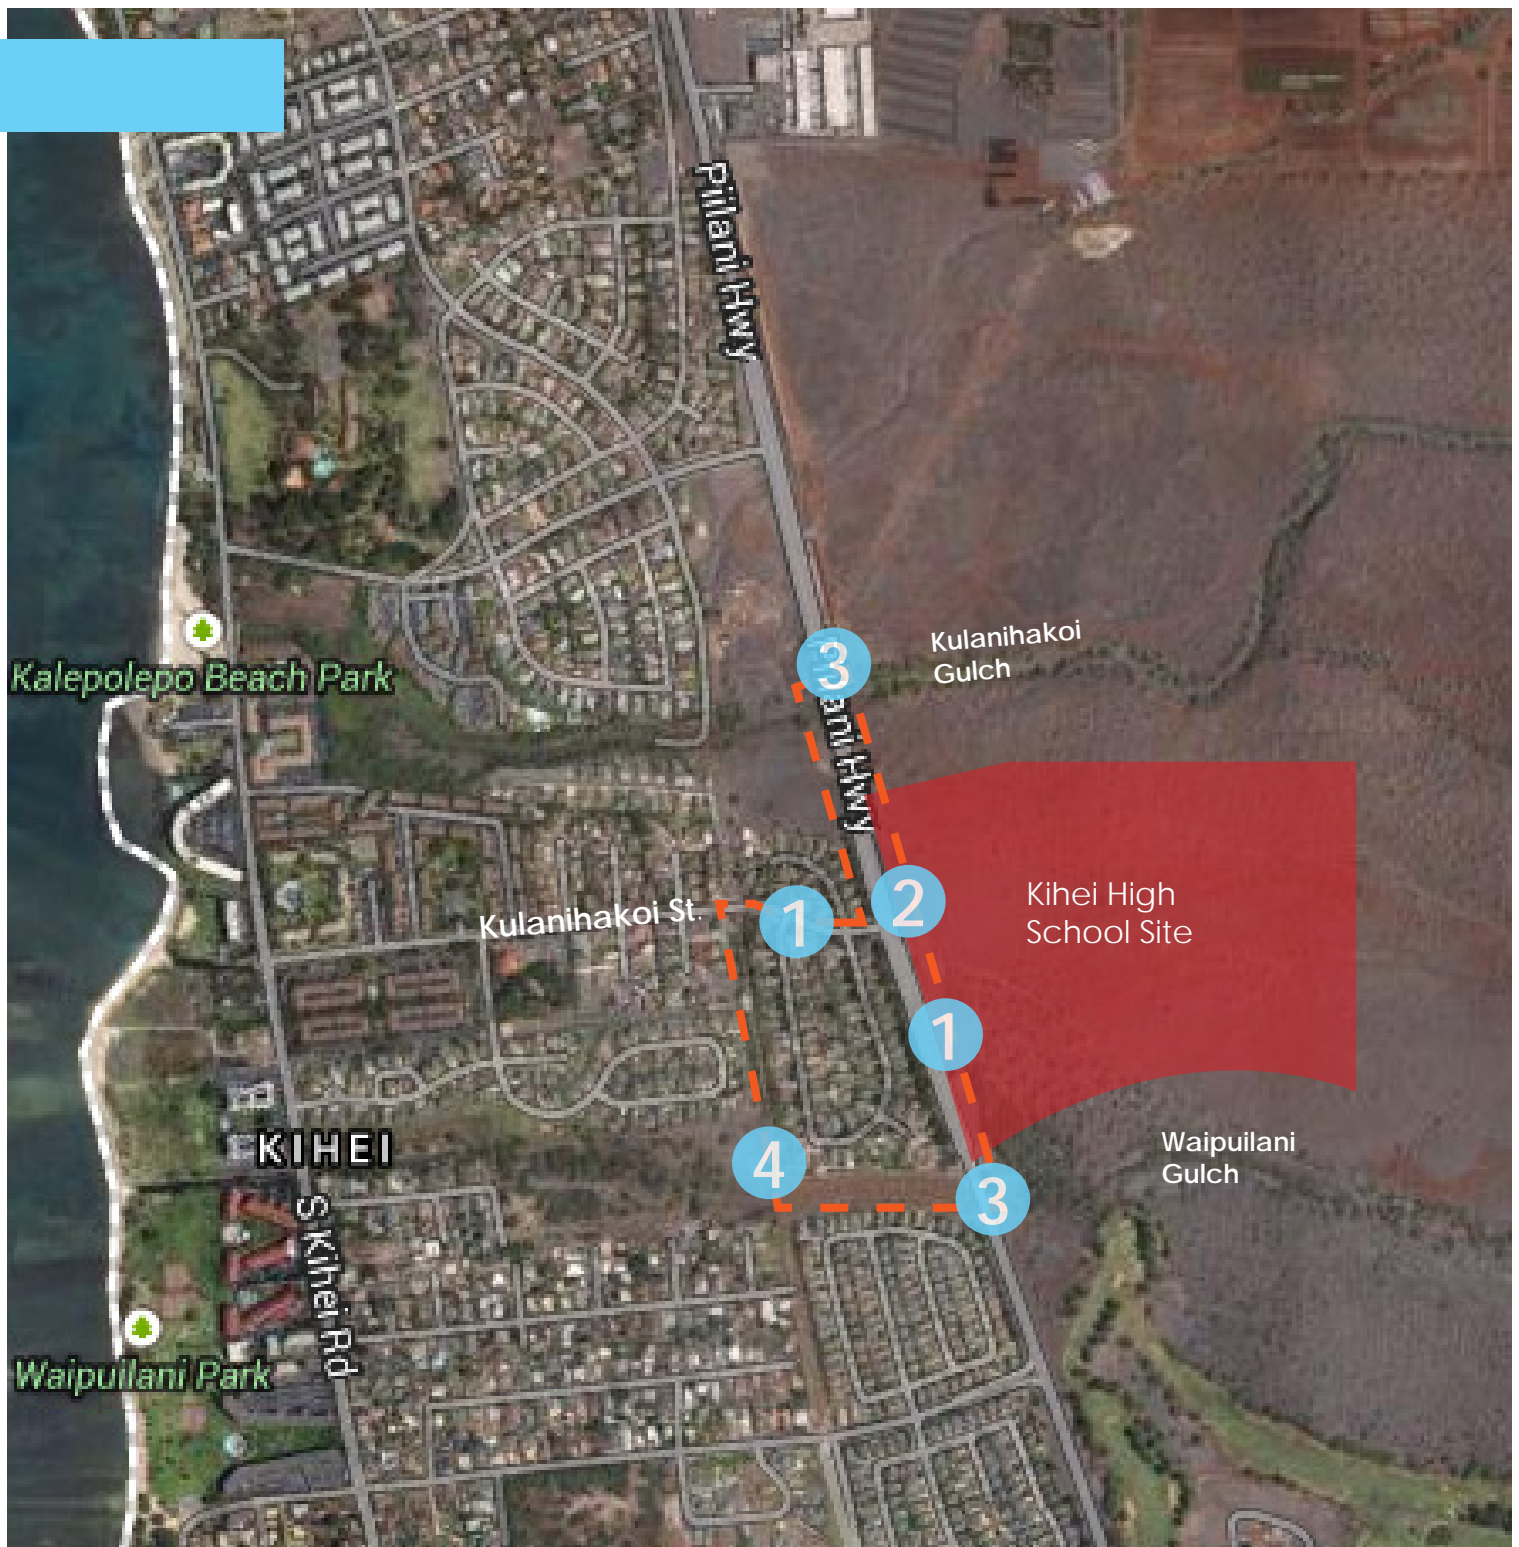 Piilani Hwy
3
Kulanihakoi
Gulch
Kalepolepo Beach Park
ani Hwy
Kihei High
School Site
2
1
Kulanihakoi St.
1
KIHEI
4
Waipuilani
Gulch
3
S Kihei Rd
Waipuilani Park